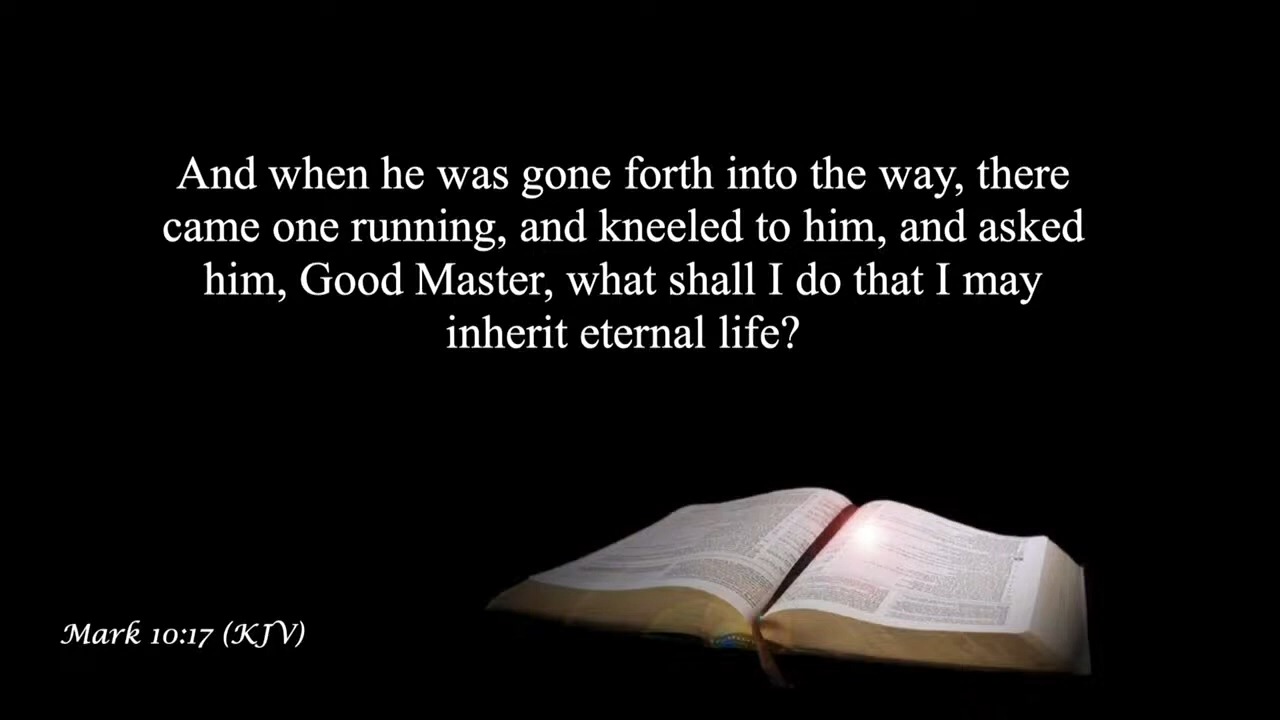 And when he was gone forth into the way, there
came one running, and kneeled to him, and asked
him, Good Master, what shall I do that I may
inherit eternal life?
Mark 10:17 (KJV)